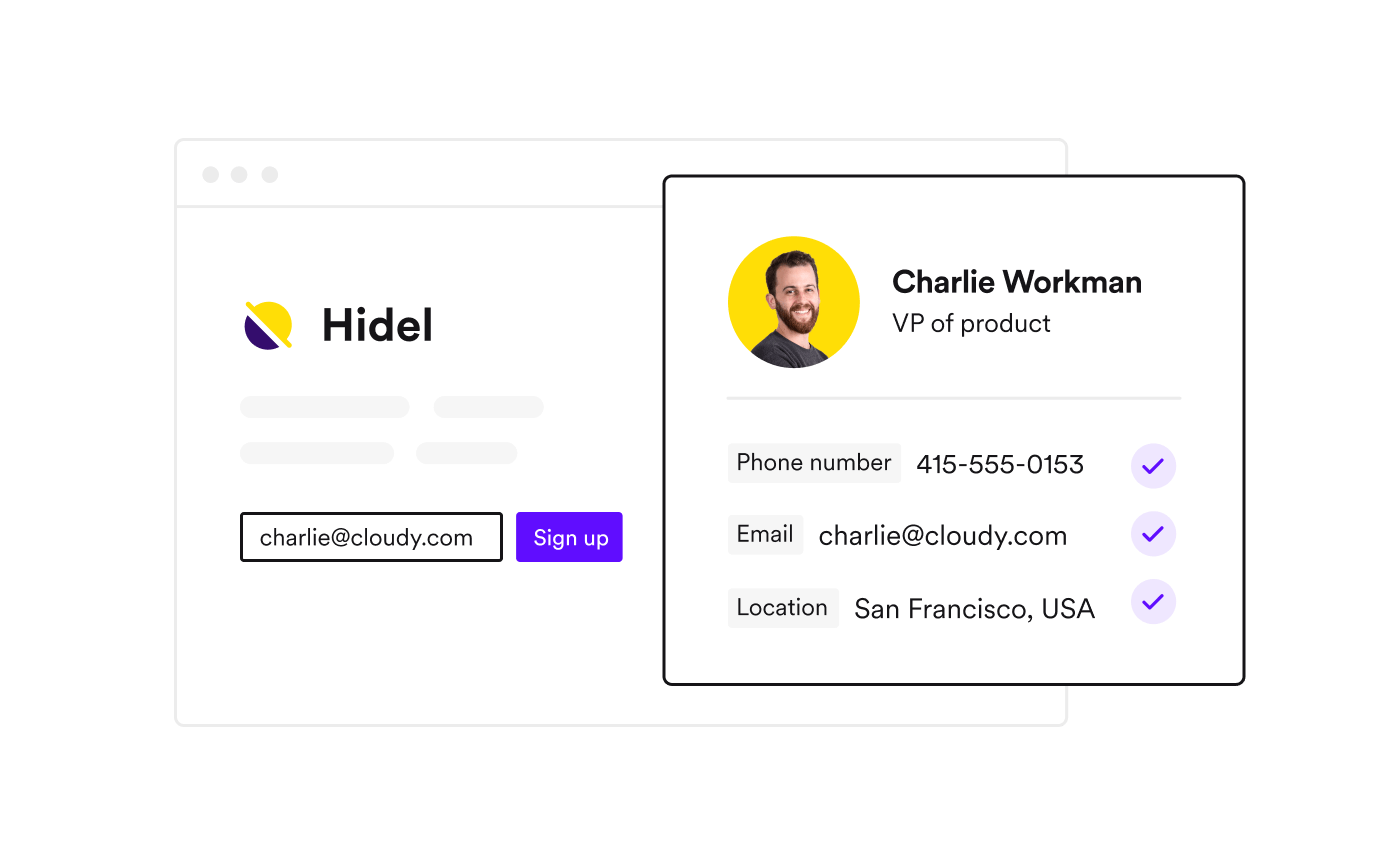 Hidel
charlie@cloudy.com
Sign up
Charlie Workman
VP of product
Phone number 415-555-0153
Email charlie@cloudy.com
Location San Francisco, USA